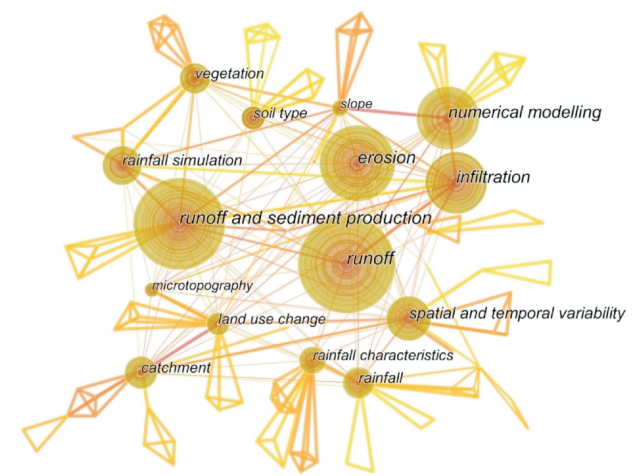 vegetation
soil type
slope
numerical modelling
rainfall simulation
erosion
infiltration
runoff and sediment production
runoff
microtopography
land use change
spatial and temporal variability
catchment
rainfall characteristics
rainfall